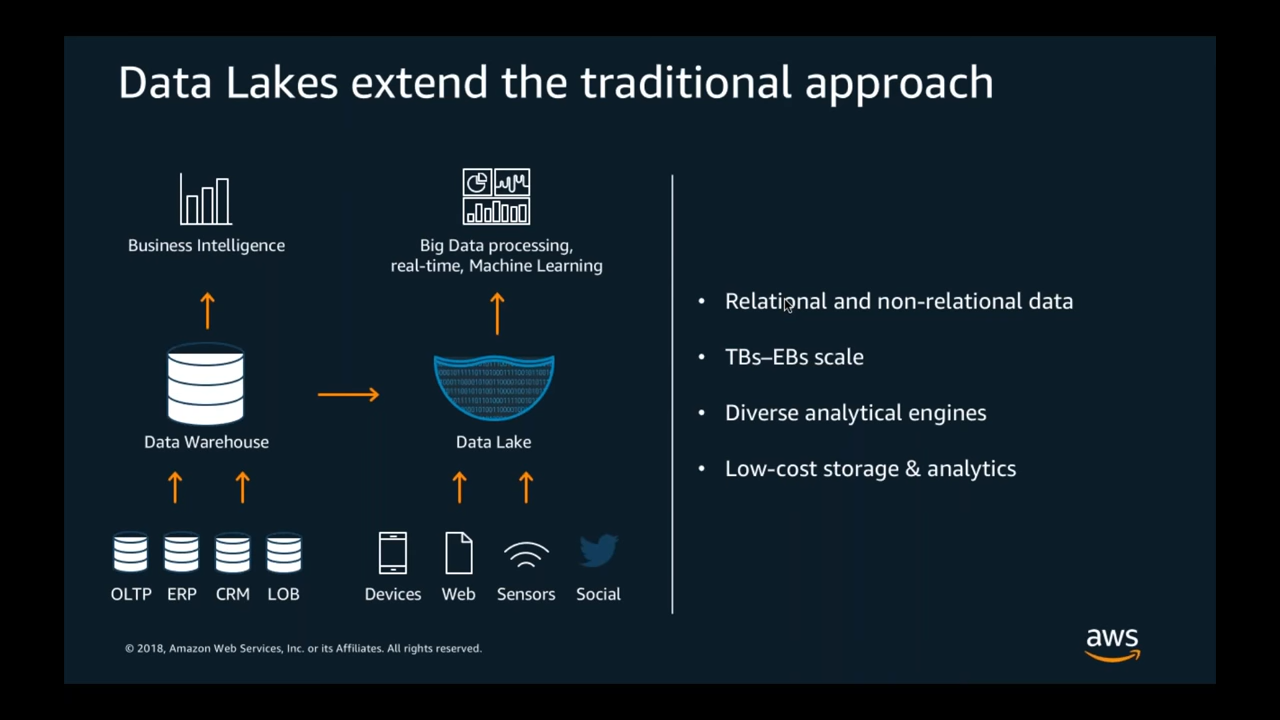 Data Lakes extend the traditional approach
Business Intelligence
Big Data processing,
real-time, Machine Learning
Data Warehouse
Data Lake
OLTP ERP CRM LOB
Devices Web Sensors Social
• Relational and non-relational data
• TBs–EBs scale
• Diverse analytical engines
• Low-cost storage & analytics
© 2018, Amazon Web Services, Inc. or its Affiliates. All rights reserved.
aws